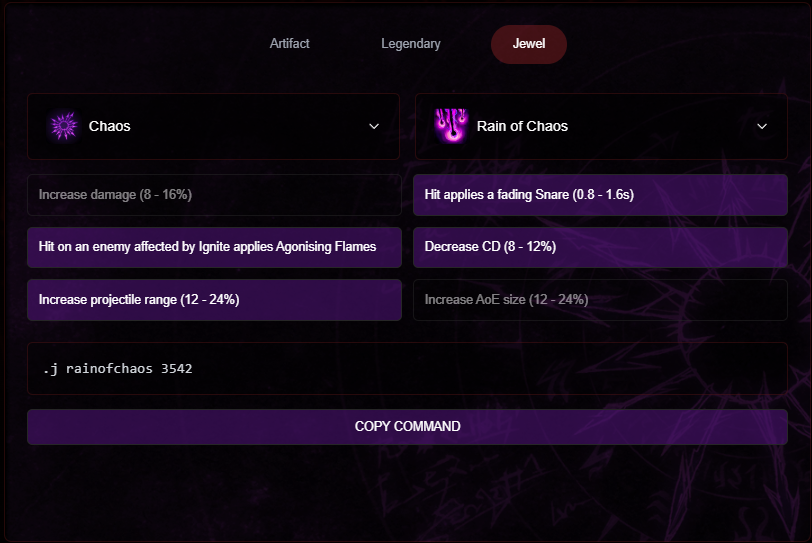 Artifact Legendary Jewel
Chaos Rain of Chaos
Increase damage (8 - 16%) Hit applies a fading Snare (0.8 - 1.6s)
Hit on an enemy affected by Ignite applies Agonising Flames Decrease CD (8 - 12%)
Increase projectile range (12 - 24%) Increase AoE size (12 - 24%)
.j rainofchaos 3542
COPY COMMAND